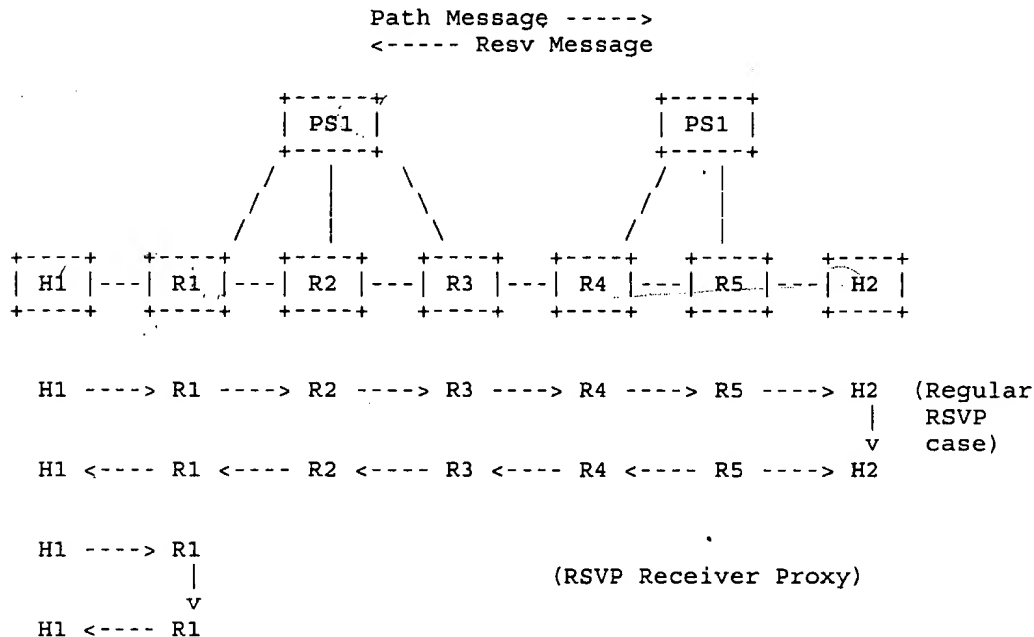 Path Message ----->
<----- Resv Message
PS1 PS1
H1 R1 R2 R3 R4 R5 H2
H1 ----> R1 ----> R2 ----> R3 ----> R4 ----> R5 ----> H2 (Regular
| RSVP
v case)
H1 <---- R1 <---- R2 <---- R3 <---- R4 <---- R5 ----> H2
H1 ----> R1
|
(RSVP Receiver Proxy)
v
H1 <---- R1